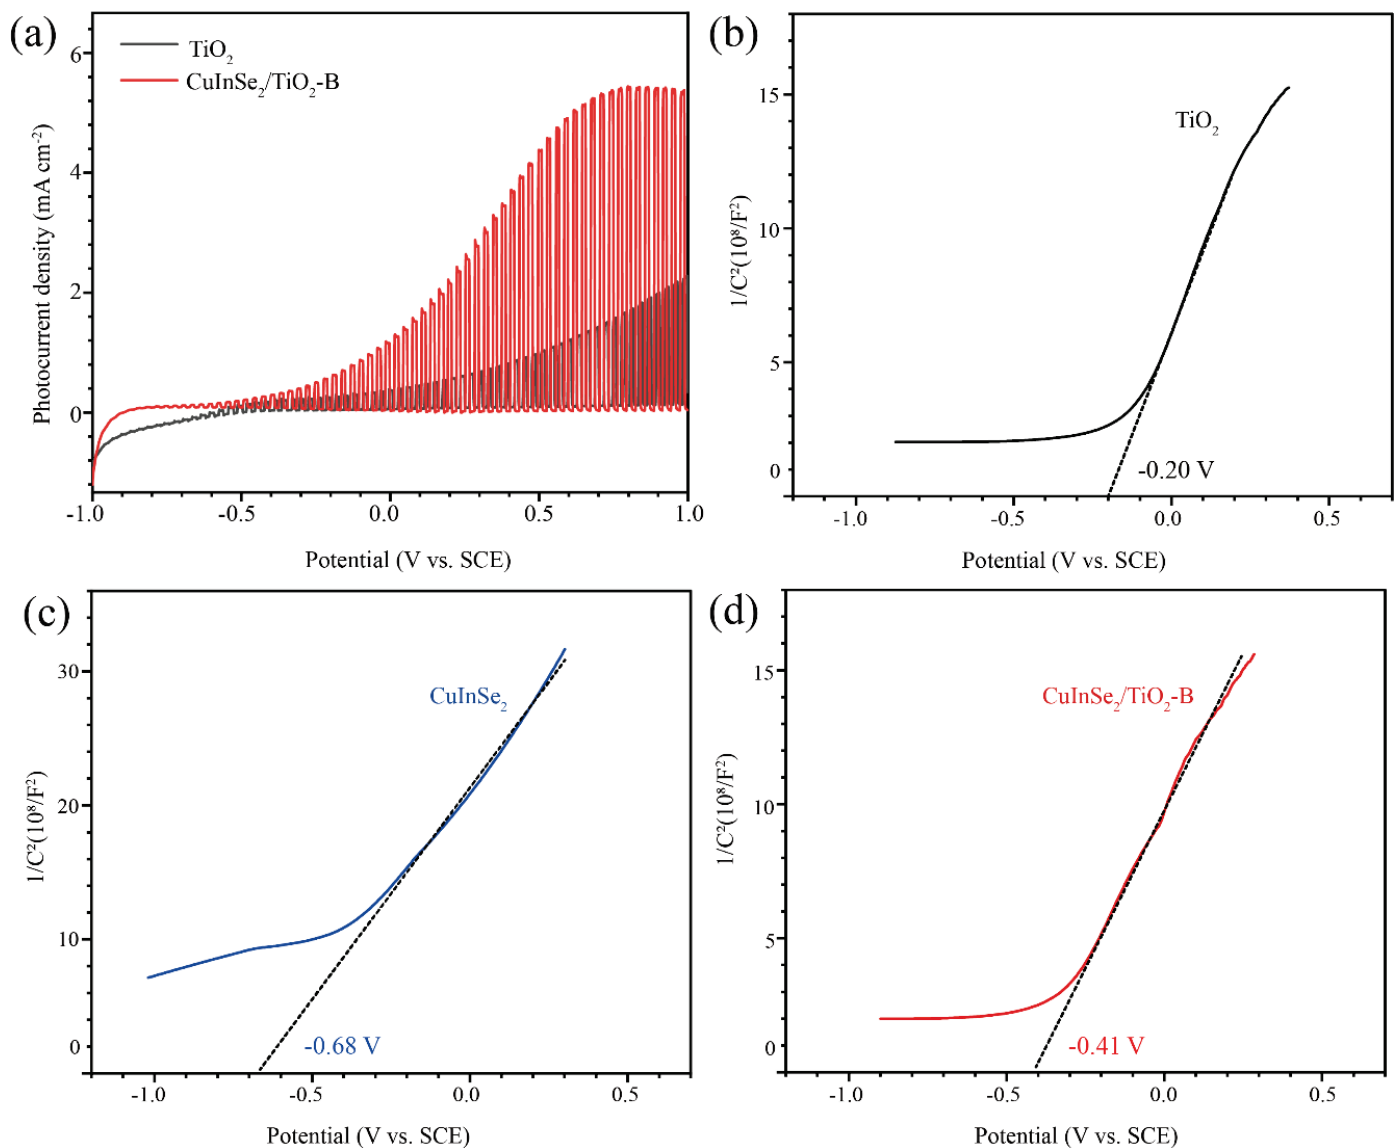 (a)
TiO₂
CuInSe₂/TiO₂-B
Photocurrent density (mA cm⁻²)
6
4
2
0
-1.0
-0.5
0.0
0.5
1.0
Potential (V vs. SCE)
(b)
TiO₂
1/C²(10⁸/F²)
15
10
5
0
-0.20 V
-1.0
-0.5
0.0
0.5
Potential (V vs. SCE)
(c)
CuInSe₂
1/C²(10⁸/F²)
30
20
10
0
-0.68 V
-1.0
-0.5
0.0
0.5
Potential (V vs. SCE)
(d)
CuInSe₂/TiO₂-B
1/C²(10⁸/F²)
15
10
5
0
-0.41 V
-1.0
-0.5
0.0
0.5
Potential (V vs. SCE)